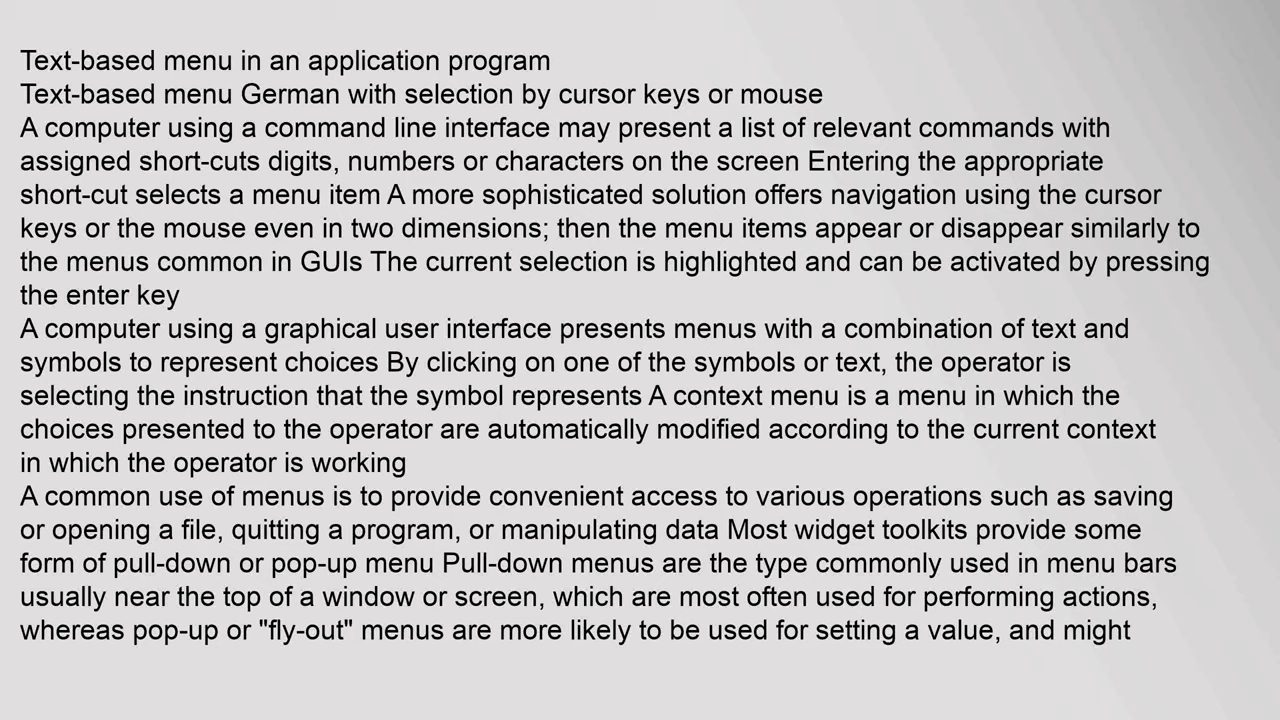 Text-based menu in an application program
Text-based menu German with selection by cursor keys or mouse
A computer using a command line interface may present a list of relevant commands with
assigned short-cuts digits, numbers or characters on the screen Entering the appropriate
short-cut selects a menu item A more sophisticated solution offers navigation using the cursor
keys or the mouse even in two dimensions; then the menu items appear or disappear similarly to
the menus common in GUIs The current selection is highlighted and can be activated by pressing
the enter key
A computer using a graphical user interface presents menus with a combination of text and
symbols to represent choices By clicking on one of the symbols or text, the operator is
selecting the instruction that the symbol represents A context menu is a menu in which the
choices presented to the operator are automatically modified according to the current context
in which the operator is working
A common use of menus is to provide convenient access to various operations such as saving
or opening a file, quitting a program, or manipulating data Most widget toolkits provide some
form of pull-down or pop-up menu Pull-down menus are the type commonly used in menu bars
usually near the top of a window or screen, which are most often used for performing actions,
whereas pop-up or "fly-out" menus are more likely to be used for setting a value, and might